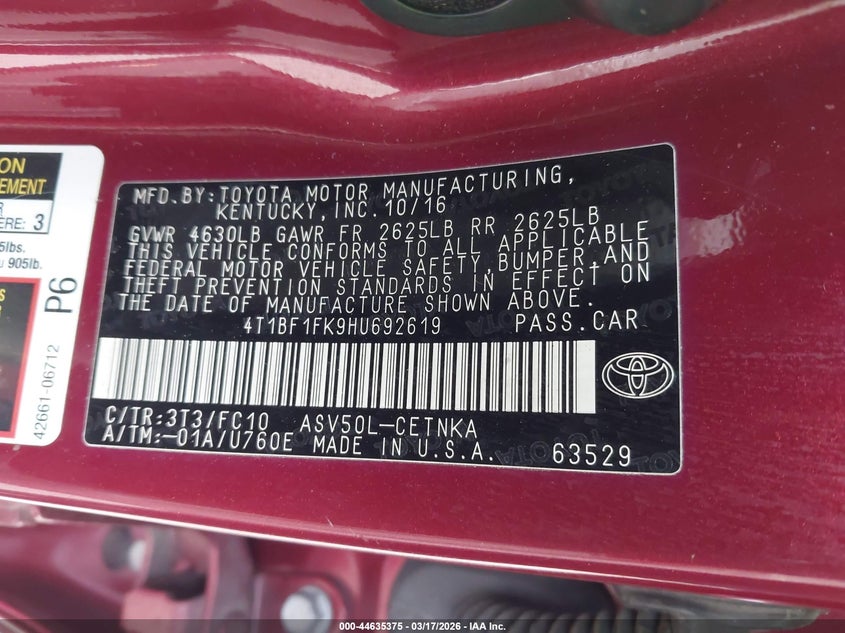 ON
EMENT
R
ERE: 3
5lbs.
u 905lb.
S
P6
42661-06712
MFD.BY:TOYOTA MOTOR MANUFACTURING,
KENTUCKY,INC.10/16
GVWR 4630LB GAWR FR 2625LB RR 2625LB
THIS VEHICLE CONFORMS TO ALL APPLICABLE
FEDERAL MOTOR VEHICLE SAFETY,BUMPER,AND
THEFT PREVENTION STANDARDS IN EFFECT ON
THE DATE OF MANUFACTURE SHOWN ABOVE.
4T1BF1FK9HU692619 PASS.CAR
C/TR:3T3/FC10 ASV50L-CETNKA
A/TM:-01A/U760E MADE IN U.S.A. 63529
000-44635375 - 03/17/2026 - IAA Inc.